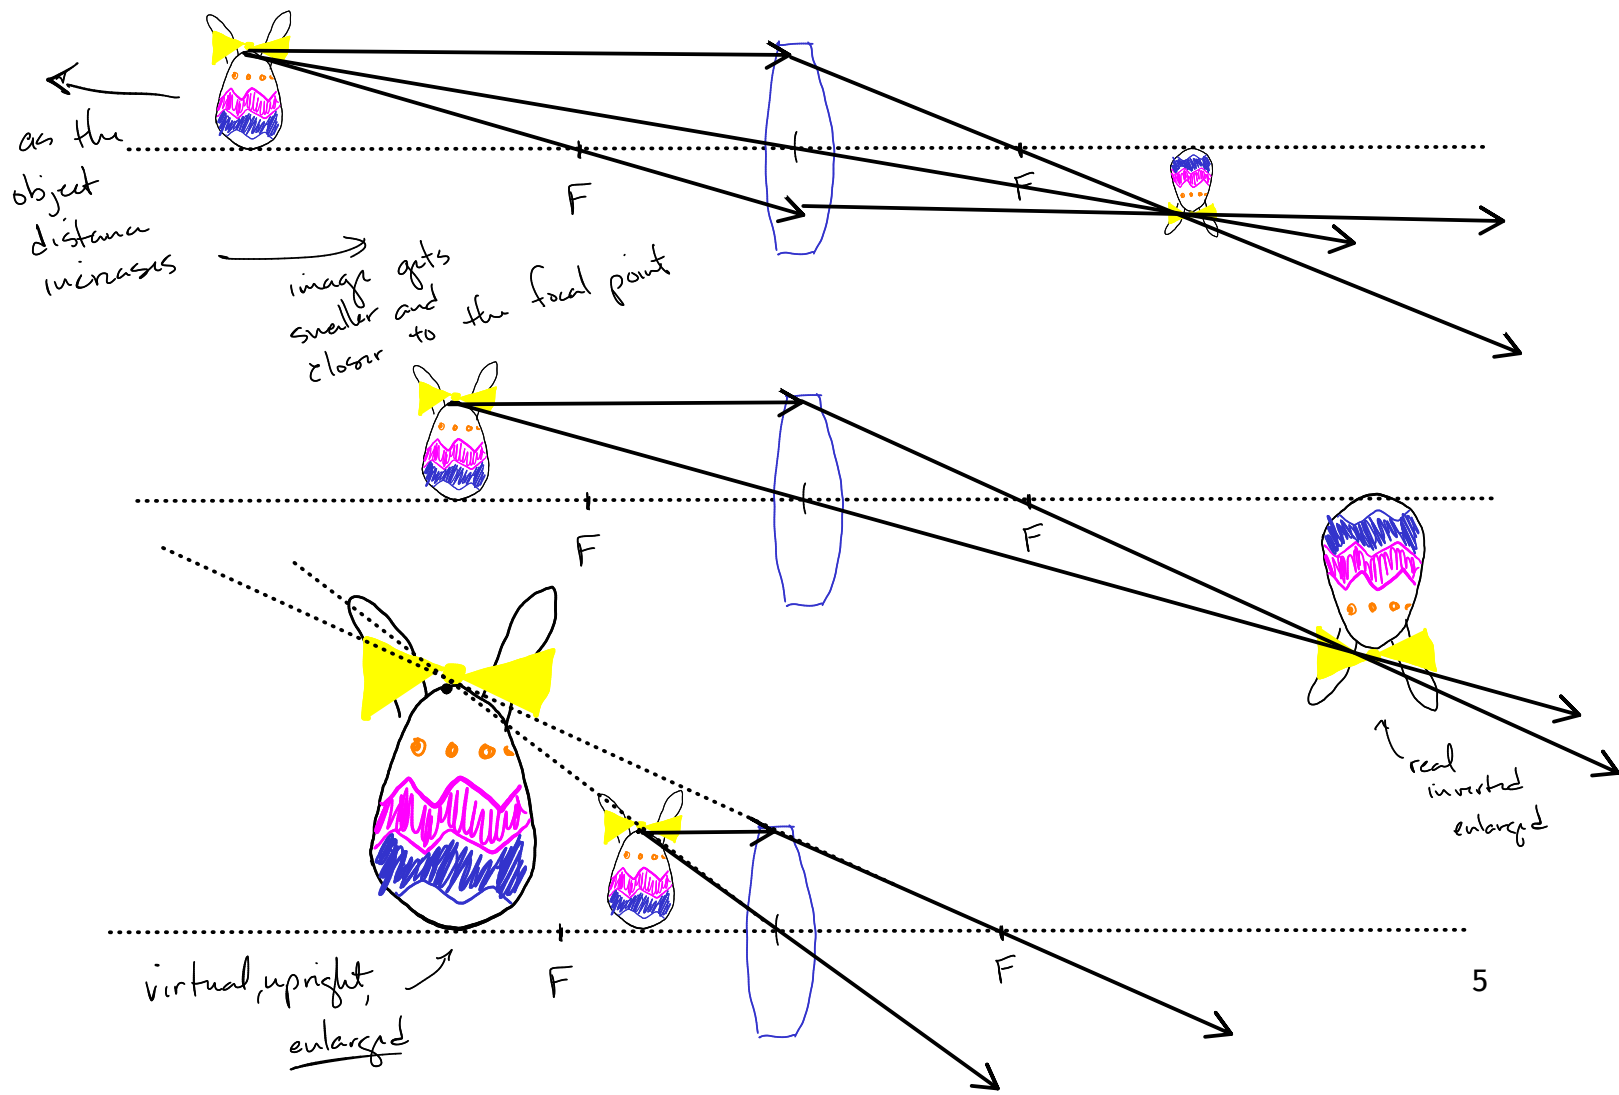 as the
object
distance
increases
image gets
smaller and
closer to the focal point
F
F
F
F
real
inverted
enlarged
virtual, upright,
enlarged
F
F
5